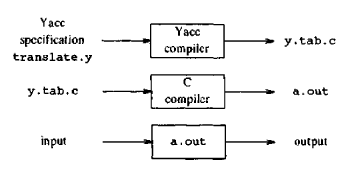 Yacc
specification
translate.y
Yacc
compiler
y.tab.c
y.tab.c
C
compiler
a.out
input
a.out
output